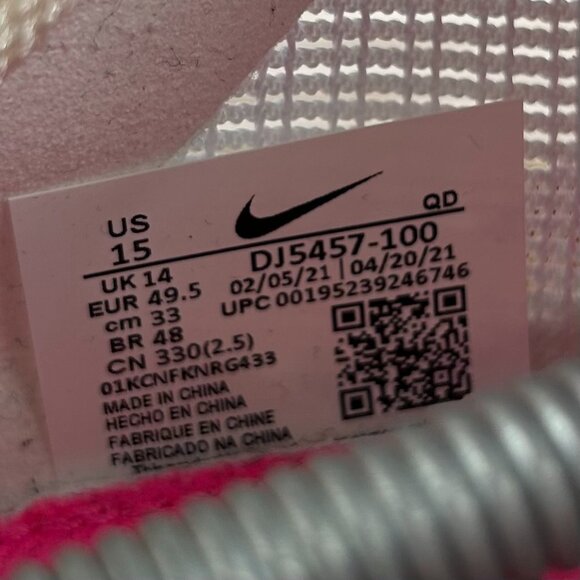 US
15
QD
UK 14
EUR 49.5
cm 33
BR 48
CN 330(2.5)
DJ5457-100
02/05/21 | 04/20/21
UPC 00195239246746
01KCNFKNRG433
MADE IN CHINA
HECHO EN CHINA
FABRIQUE EN CHINE
FABRICADO NA CHINA